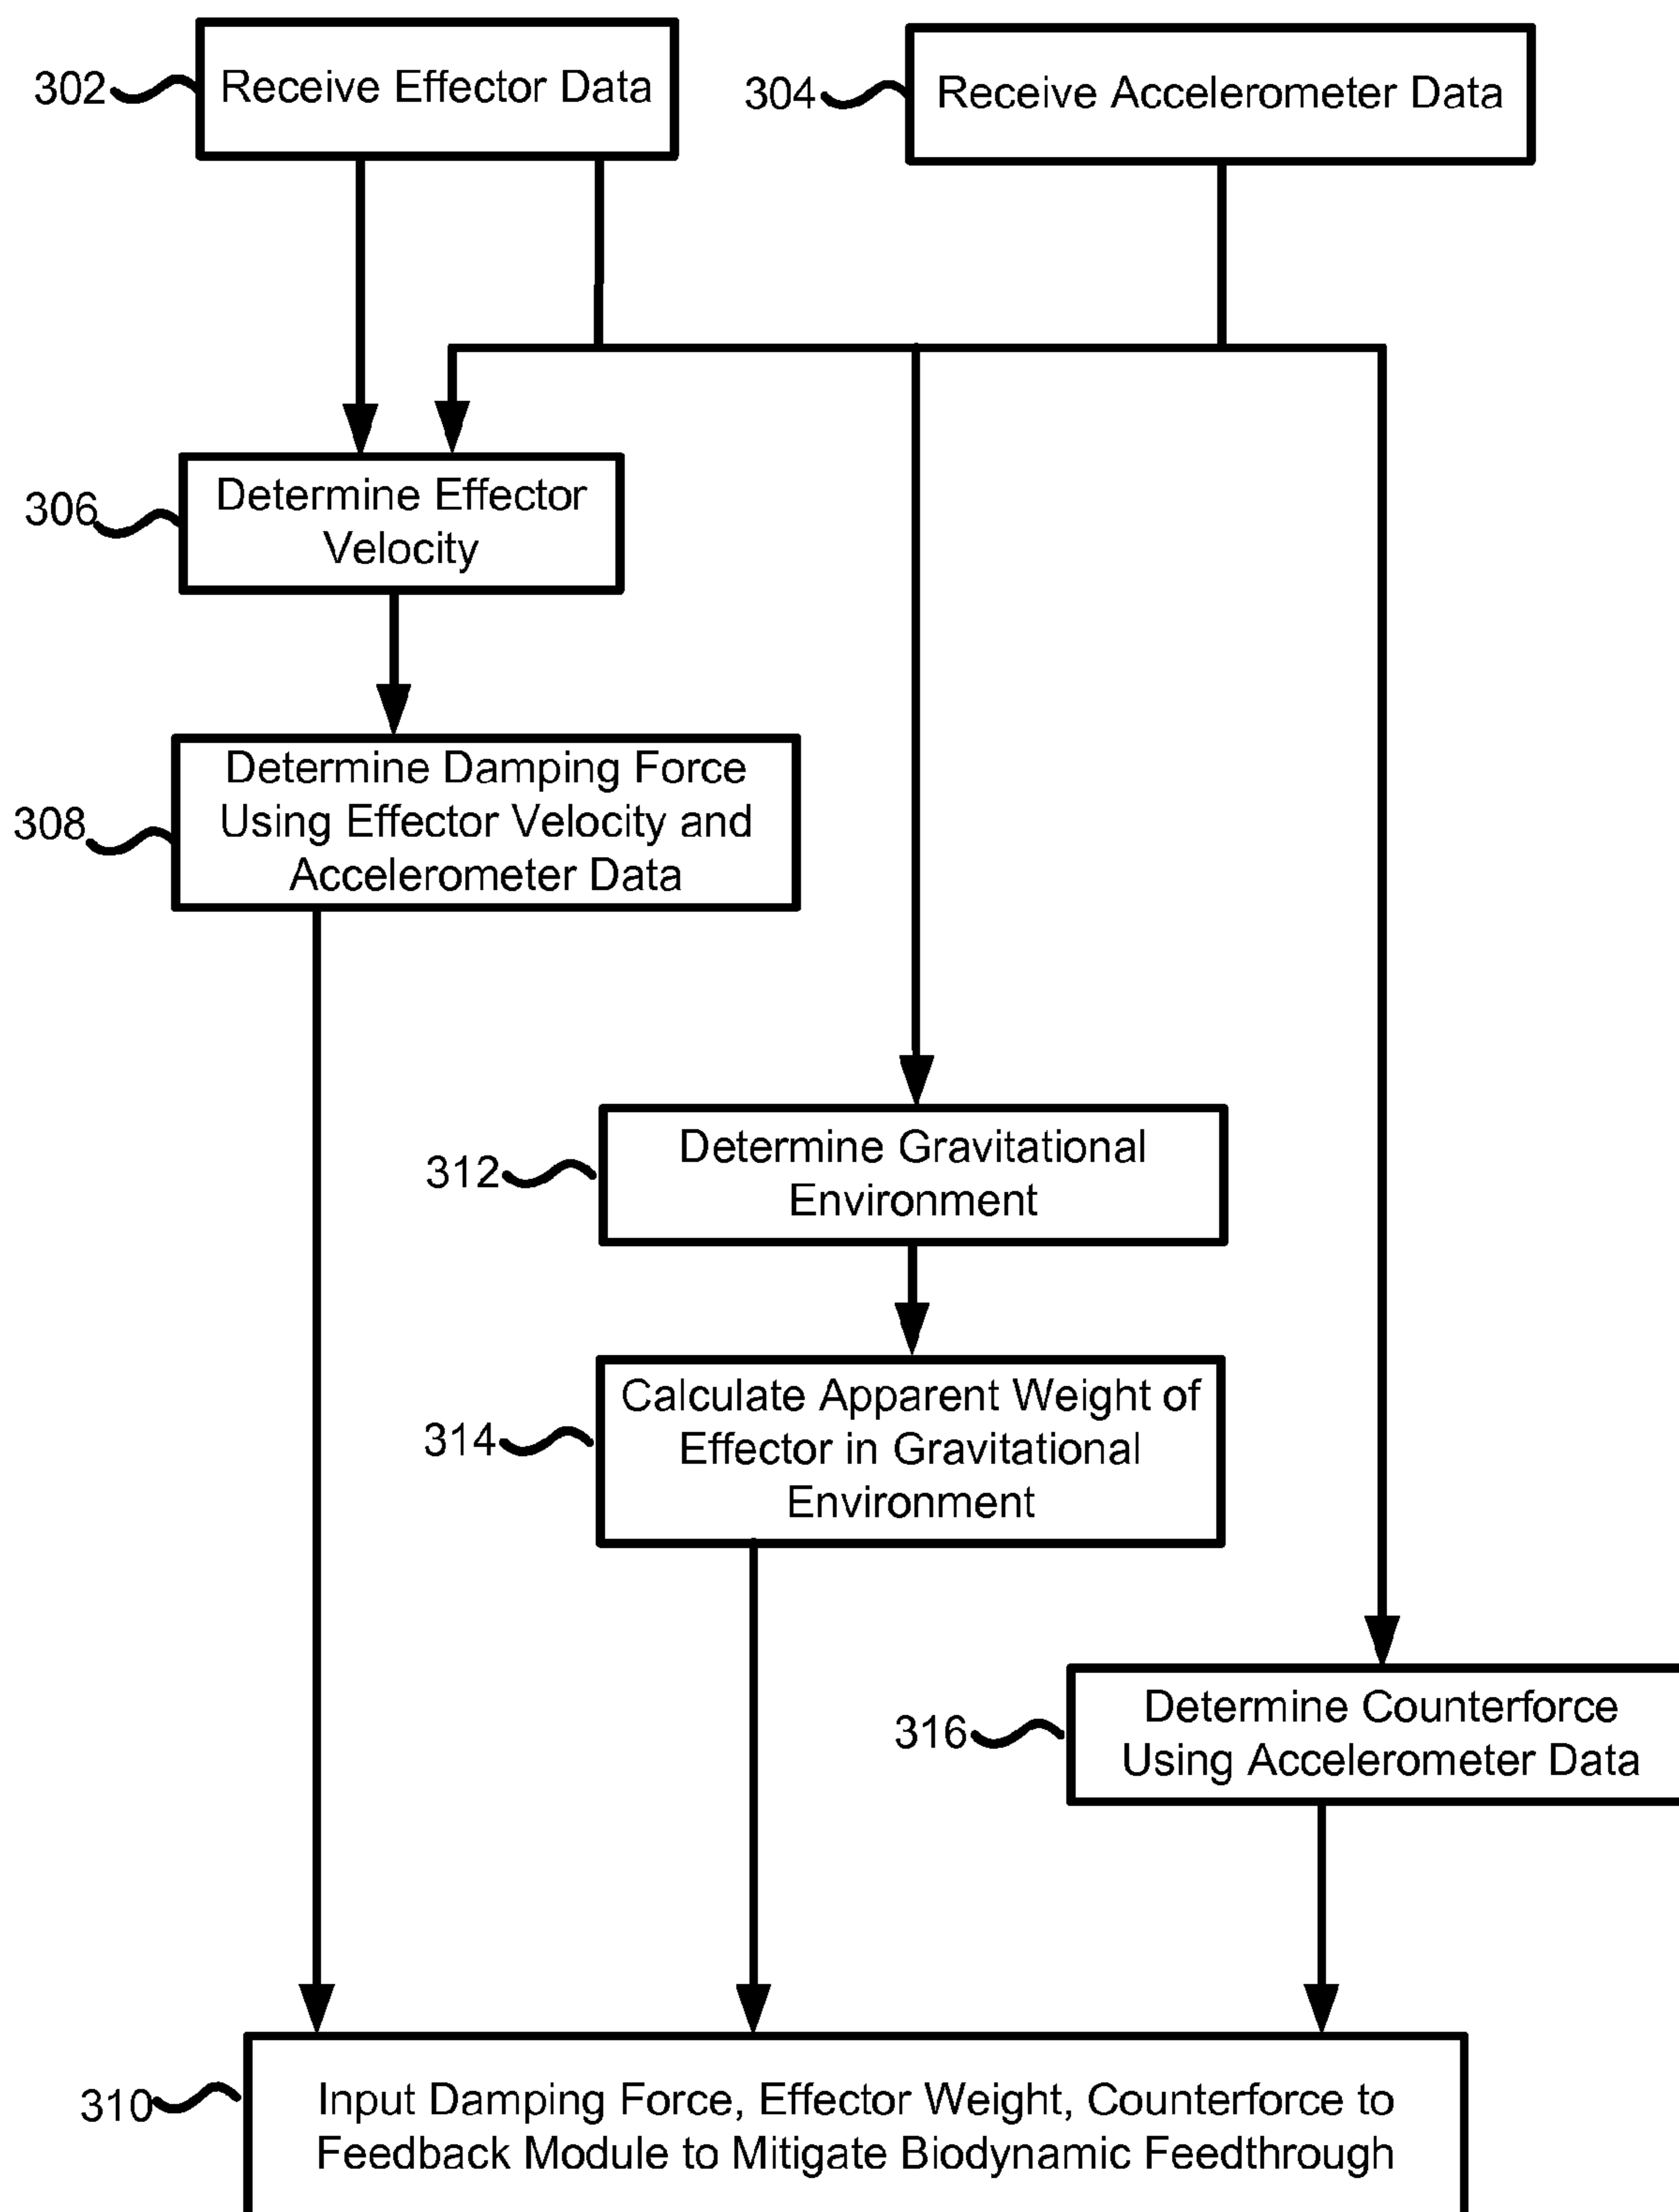 302
Receive Effector Data
304
Receive Accelerometer Data
306
Determine Effector
Velocity
308
Determine Damping Force
Using Effector Velocity and
Accelerometer Data
312
Determine Gravitational
Environment
314
Calculate Apparent Weight of
Effector in Gravitational
Environment
316
Determine Counterforce
Using Accelerometer Data
310
Input Damping Force, Effector Weight, Counterforce to
Feedback Module to Mitigate Biodynamic Feedthrough